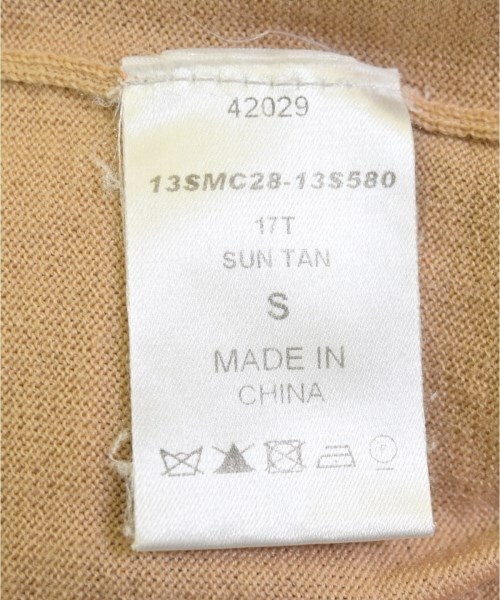 42029
13SMC28-13S580
17T
SUN TAN
S
MADE IN
CHINA